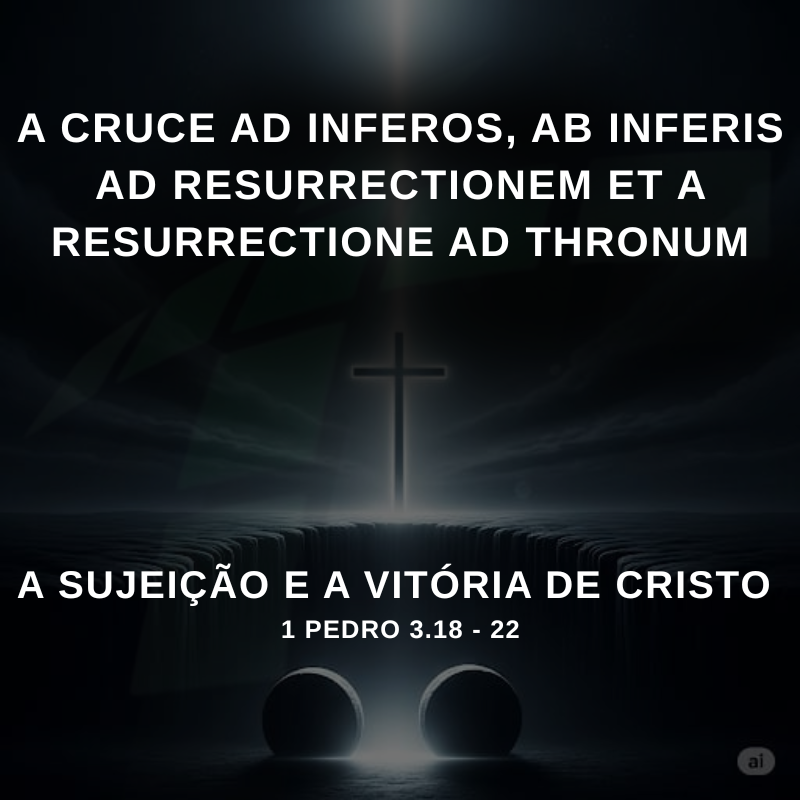 A CRUCE AD INFEROS, AB INFERIS
AD RESURRECTIONEM ET A
RESURRECTIONE AD THRONUM
A SUJEIÇÃO E A VITÓRIA DE CRISTO
1 PEDRO 3.18 - 22
ai